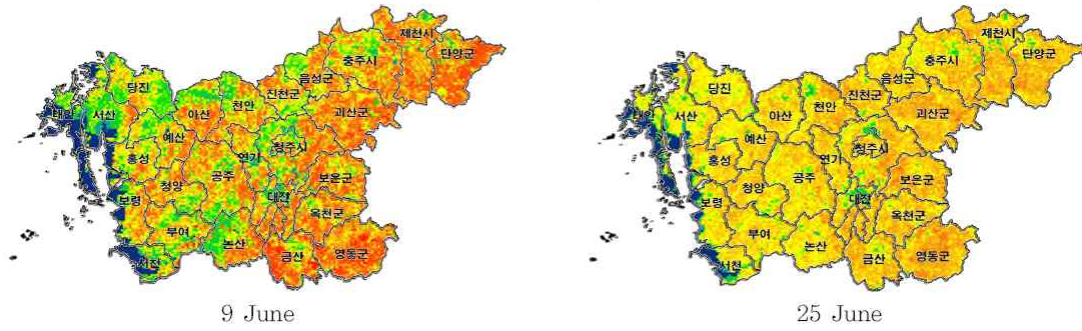 제천시
단양군
충주시
음성군
당진
진천군
천안
태안
서산
아산
괴산군
예산
청주시
홍성
연기
공주
보은군
청양
대전
보령
옥천군
부여
논산
서천
금산
영동군
9 June
제천시
단양군
충주시
음성군
당진
진천군
천안
태안
서산
아산
괴산군
예산
청주시
홍성
연기
공주
보은군
청양
대전
보령
옥천군
부여
논산
서천
금산
영동군
25 June